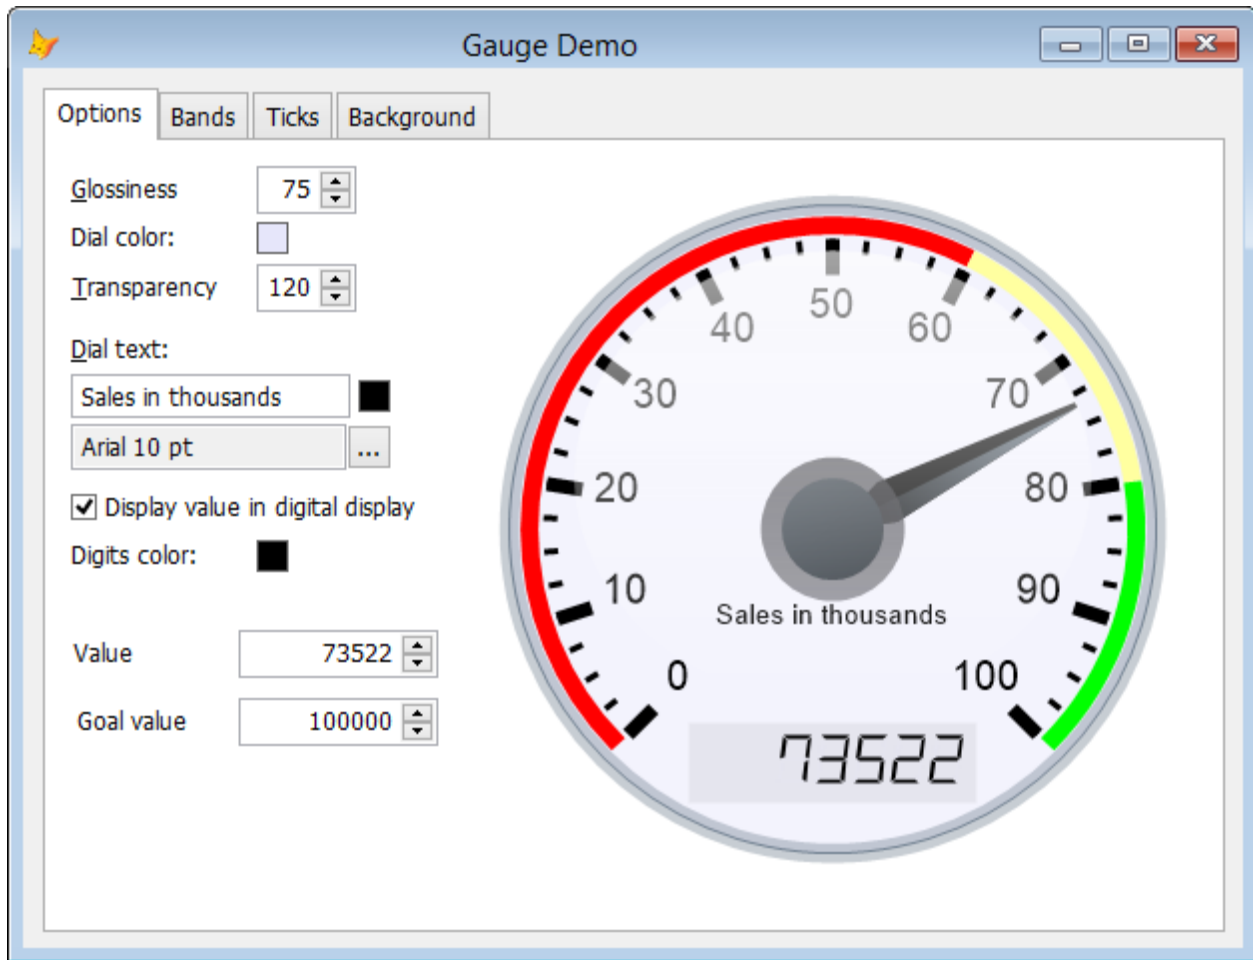 Gauge Demo
Options Bands Ticks Background
Glossiness 75
Dial color:
Transparency 120
Dial text:
Sales in thousands
Arial 10 pt ...
Display value in digital display
Digits color:
Value 73522
Goal value 100000
0
10
20
30
40
50
60
70
80
90
100
Sales in thousands
73522